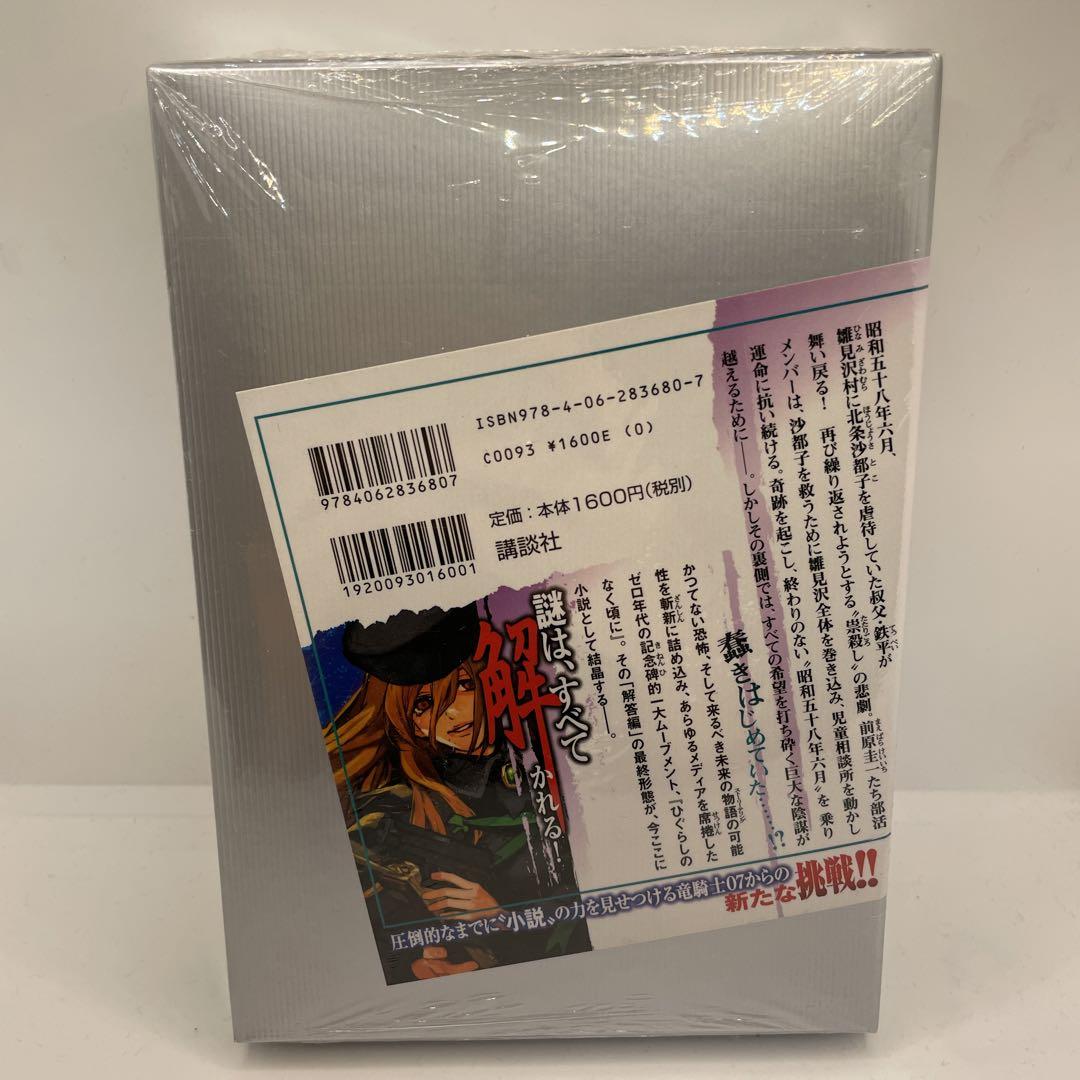 昭和五十八年六月、
雛見沢村に北条沙都子を虐待していた叔父・鉄平が
舞い戻る！　再び繰り返されようとする〝祟殺し〟の悲劇。前原圭一たち部活
メンバーは、沙都子を救うために雛見沢全体を巻き込み、児童相談所を動かし
運命に抗い続ける。奇跡を起こし、終わりのない〝昭和五十八年六月〟を乗り
越えるために――。しかしその裏側では、すべての希望を打ち砕く巨大な陰謀が
蠢きはじめていた……!?
ISBN978-4-06-283680-7
C0093 ¥1600E (0)
9784062836807
定価：本体1600円(税別)
講談社
1920093016001
かつてない恐怖、そして来るべき未来の物語の可能
性を斬新に詰め込み、あらゆるメディアを席捲した
ゼロ年代の記念碑的一大ムーブメント、『ひぐらしの
なく頃に』。その「解答編」の最終形態が、今ここに
小説として結晶する――。
謎は、すべて
解かれる！
圧倒的なまでに〝小説〟の力を見せつける竜騎士07からの
新たな挑戦!!